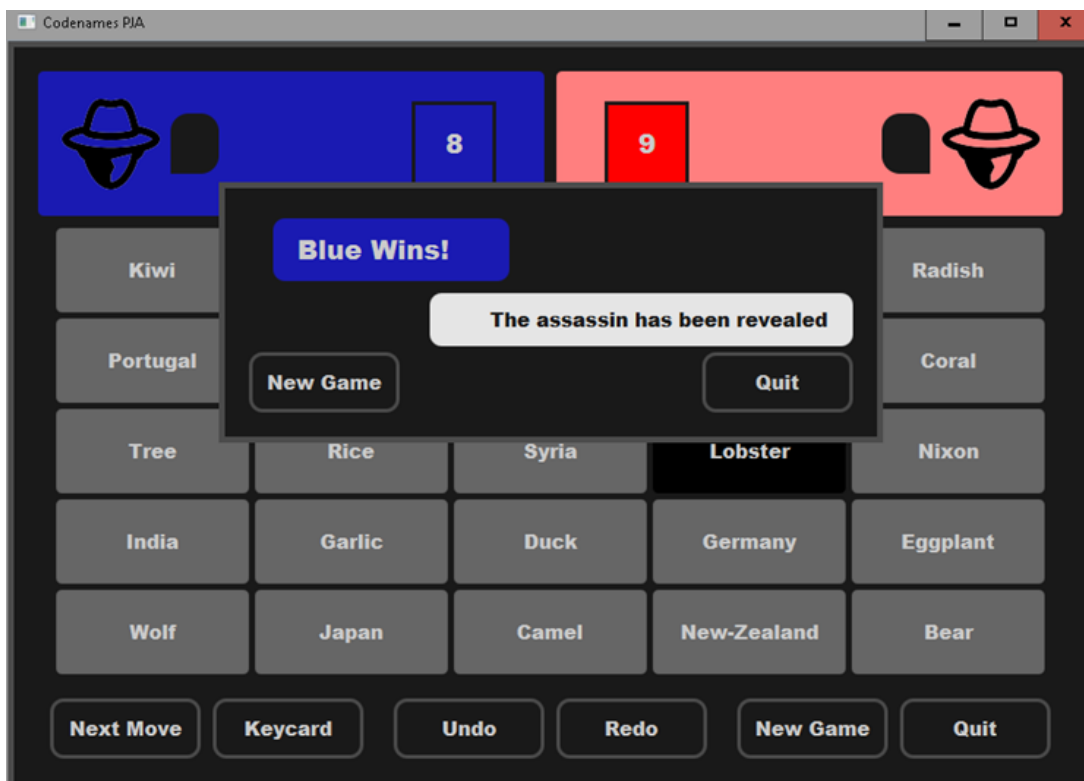 Codenames PJA
8
9
Blue Wins!
The assassin has been revealed
New Game
Quit
Kiwi
Radish
Portugal
Coral
Tree
Rice
Syria
Lobster
Nixon
India
Garlic
Duck
Germany
Eggplant
Wolf
Japan
Camel
New-Zealand
Bear
Next Move
Keycard
Undo
Redo
New Game
Quit